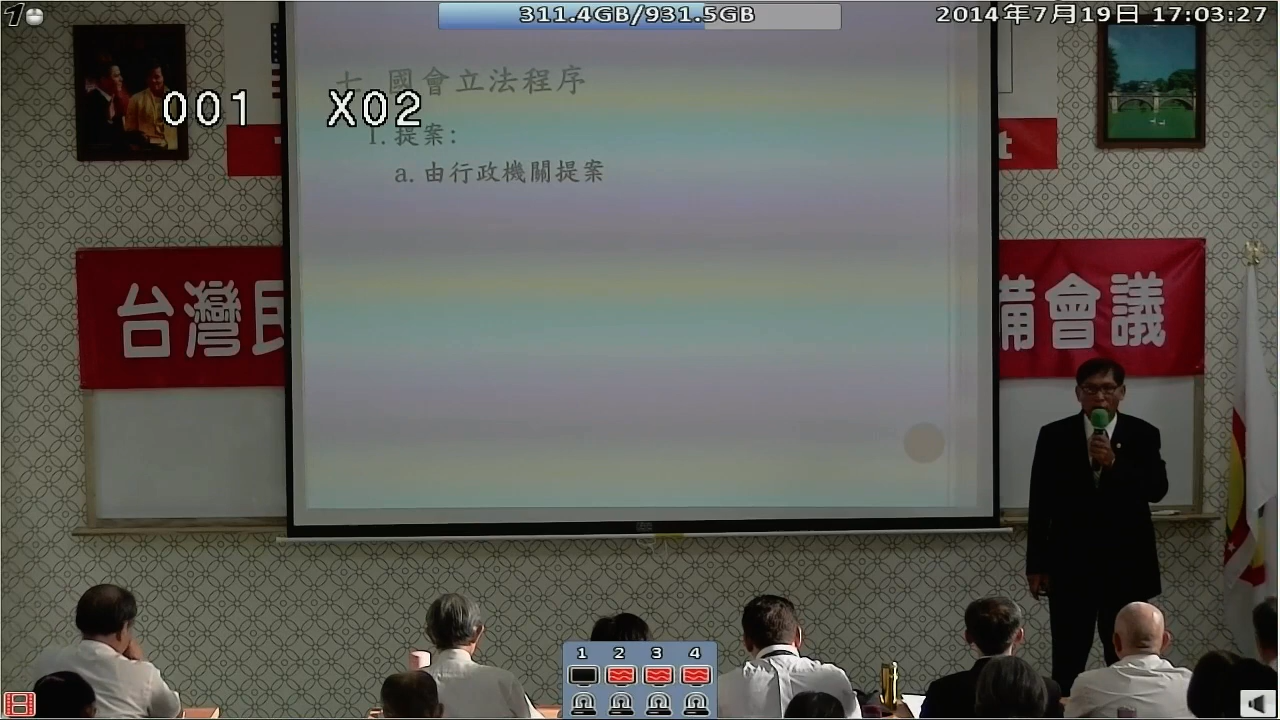 311.4GB/931.5GB
2014年7月19日 17:03:27
001 X02
七. 國會立法程序
1. 提案:
a. 由行政機關提案
t
台灣民
備會議
1 2 3 4